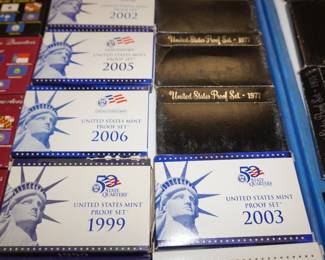 2002
UNITED STATES MINT
PROOF SET
2005
UNITED STATES MINT
PROOF SET
2006
50
STATE
QUARTERS
UNITED STATES MINT
PROOF SET
1999
United States Proof Set - 1977
United States Proof Set - 1977
50
STATE
QUARTERS
UNITED STATES MINT
PROOF SET
2003